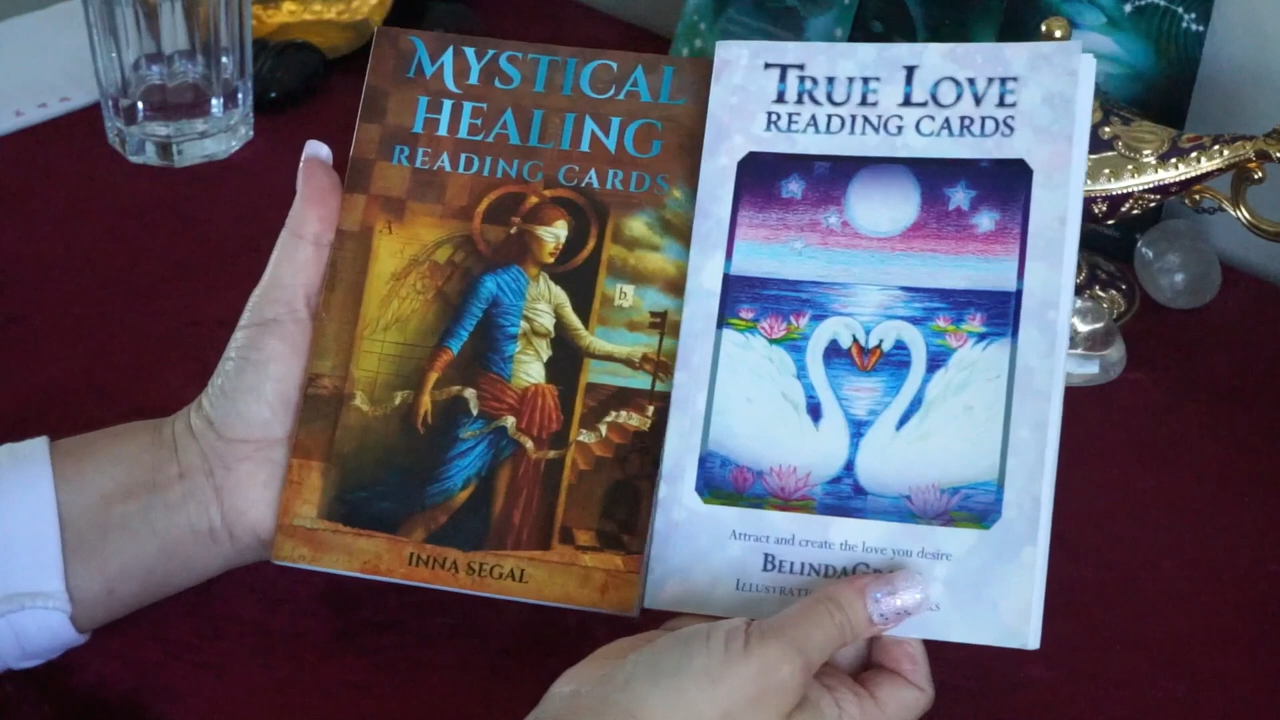 MYSTICAL
HEALING
READING CARDS
A
b.
INNA SEGAL
TRUE LOVE
READING CARDS
Attract and create the love you desire